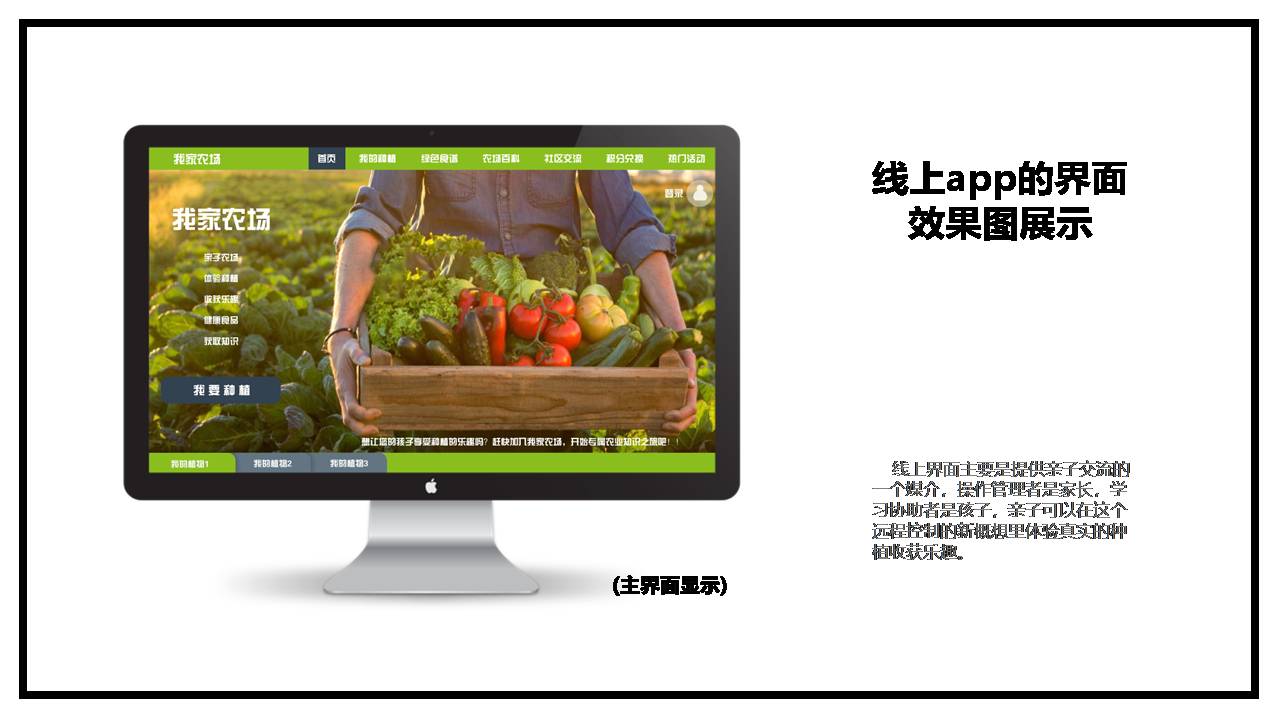 我家农场
首页 我的种植 绿色食谱 农场百科 社区交流 积分兑换 热门活动
登录
我家农场
亲子农场
体验种植
收获乐趣
健康食品
获取知识
我要种植
想让您的孩子享受种植的乐趣吗？赶快加入我家农场，开始专属农业知识之旅吧！！
我的植物1 我的植物2 我的植物3
(主界面显示)
线上app的界面
效果图展示
线上界面主要是提供亲子交流的
一个媒介，操作管理者是家长，学
习协助者是孩子，亲子可以在这个
远程控制的新概想里体验真实的种
植收获乐趣。